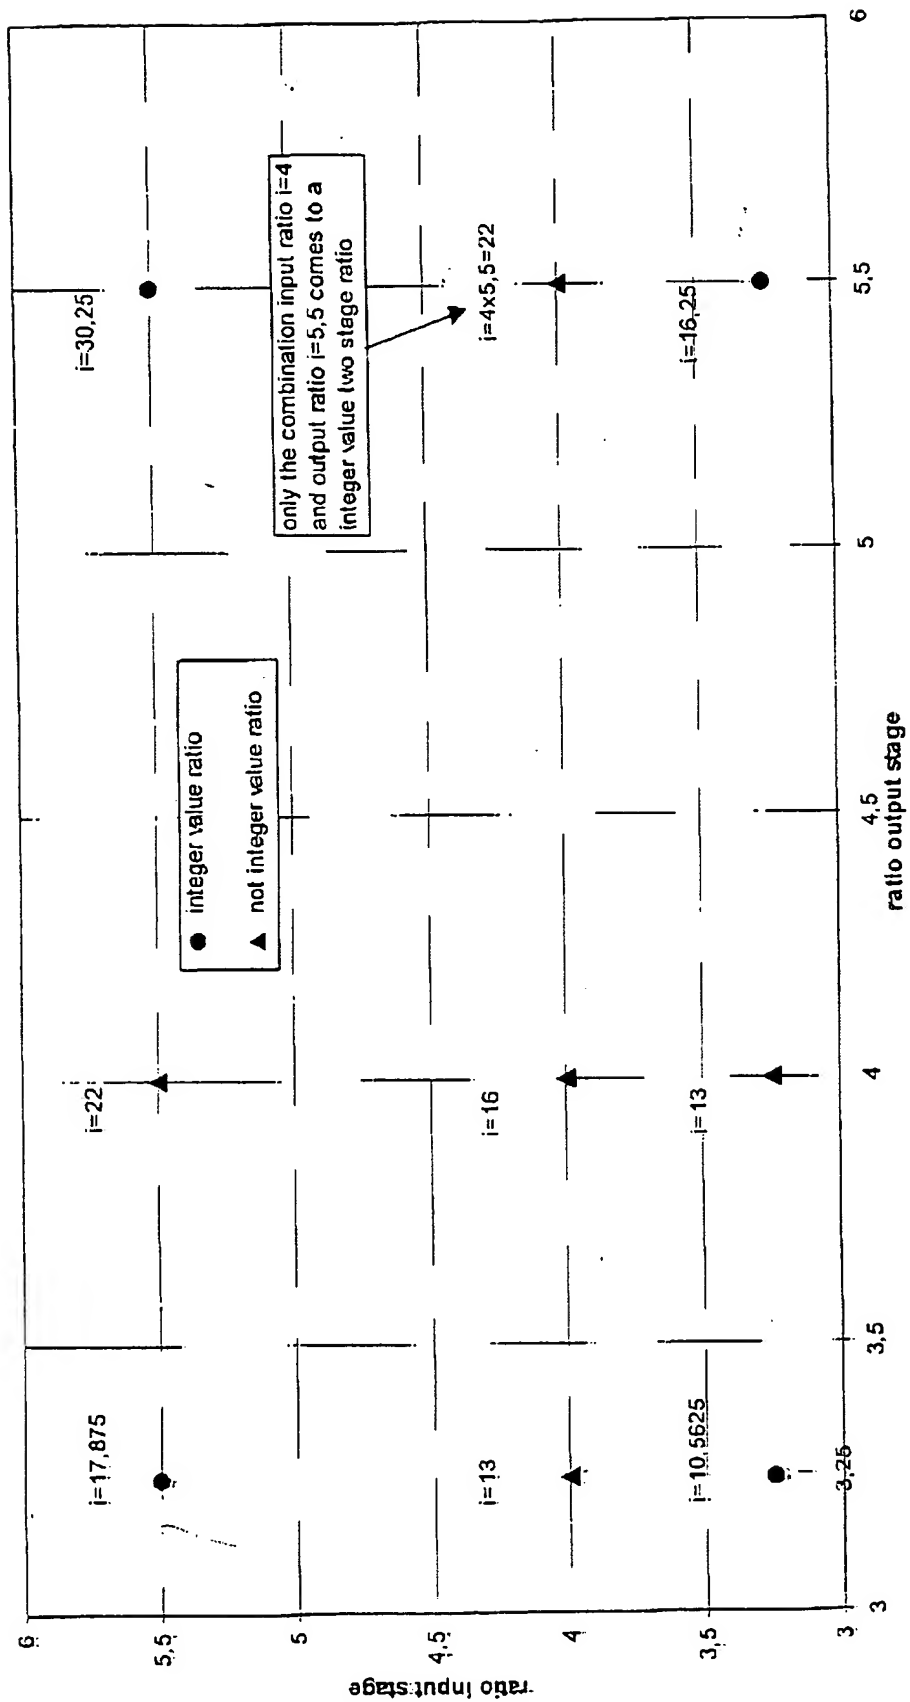 6
5,5
5
4,5
4
3,5
3
ratio input stage
i=17,875
i=22
i=30,25
integer value ratio
not integer value ratio
only the combination input ratio i=4
and output ratio i=5,5 comes to a
integer value two stage ratio
i=13
i=16
i=4x5,5=22
i=10,5625
i=13
i=16,25
3
3,25
3,5
4
4,5
5
5,5
6
ratio output stage